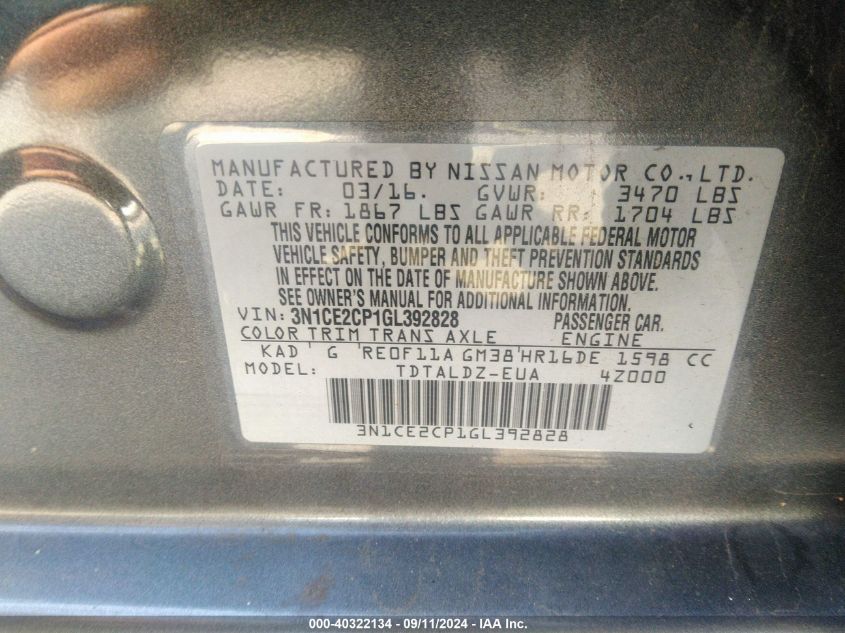 MANUFACTURED BY NISSAN MOTOR CO.,LTD.
DATE: 03/16. GVWR: 3470 LBS
GAWR FR: 1867 LBS GAWR RR: 1704 LBS
THIS VEHICLE CONFORMS TO ALL APPLICABLE FEDERAL MOTOR
VEHICLE SAFETY, BUMPER AND THEFT PREVENTION STANDARDS
IN EFFECT ON THE DATE OF MANUFACTURE SHOWN ABOVE.
SEE OWNER'S MANUAL FOR ADDITIONAL INFORMATION.
VIN: 3N1CE2CP1GL392828 PASSENGER CAR.
COLOR TRIM TRANS AXLE ENGINE
KAD ' G 'RE0F11A GM38'HR16DE 1598 CC
MODEL: TDTALDZ-EUA 4Z000
3N1CE2CP1GL392828
000-40322134 - 09/11/2024 - IAA Inc.